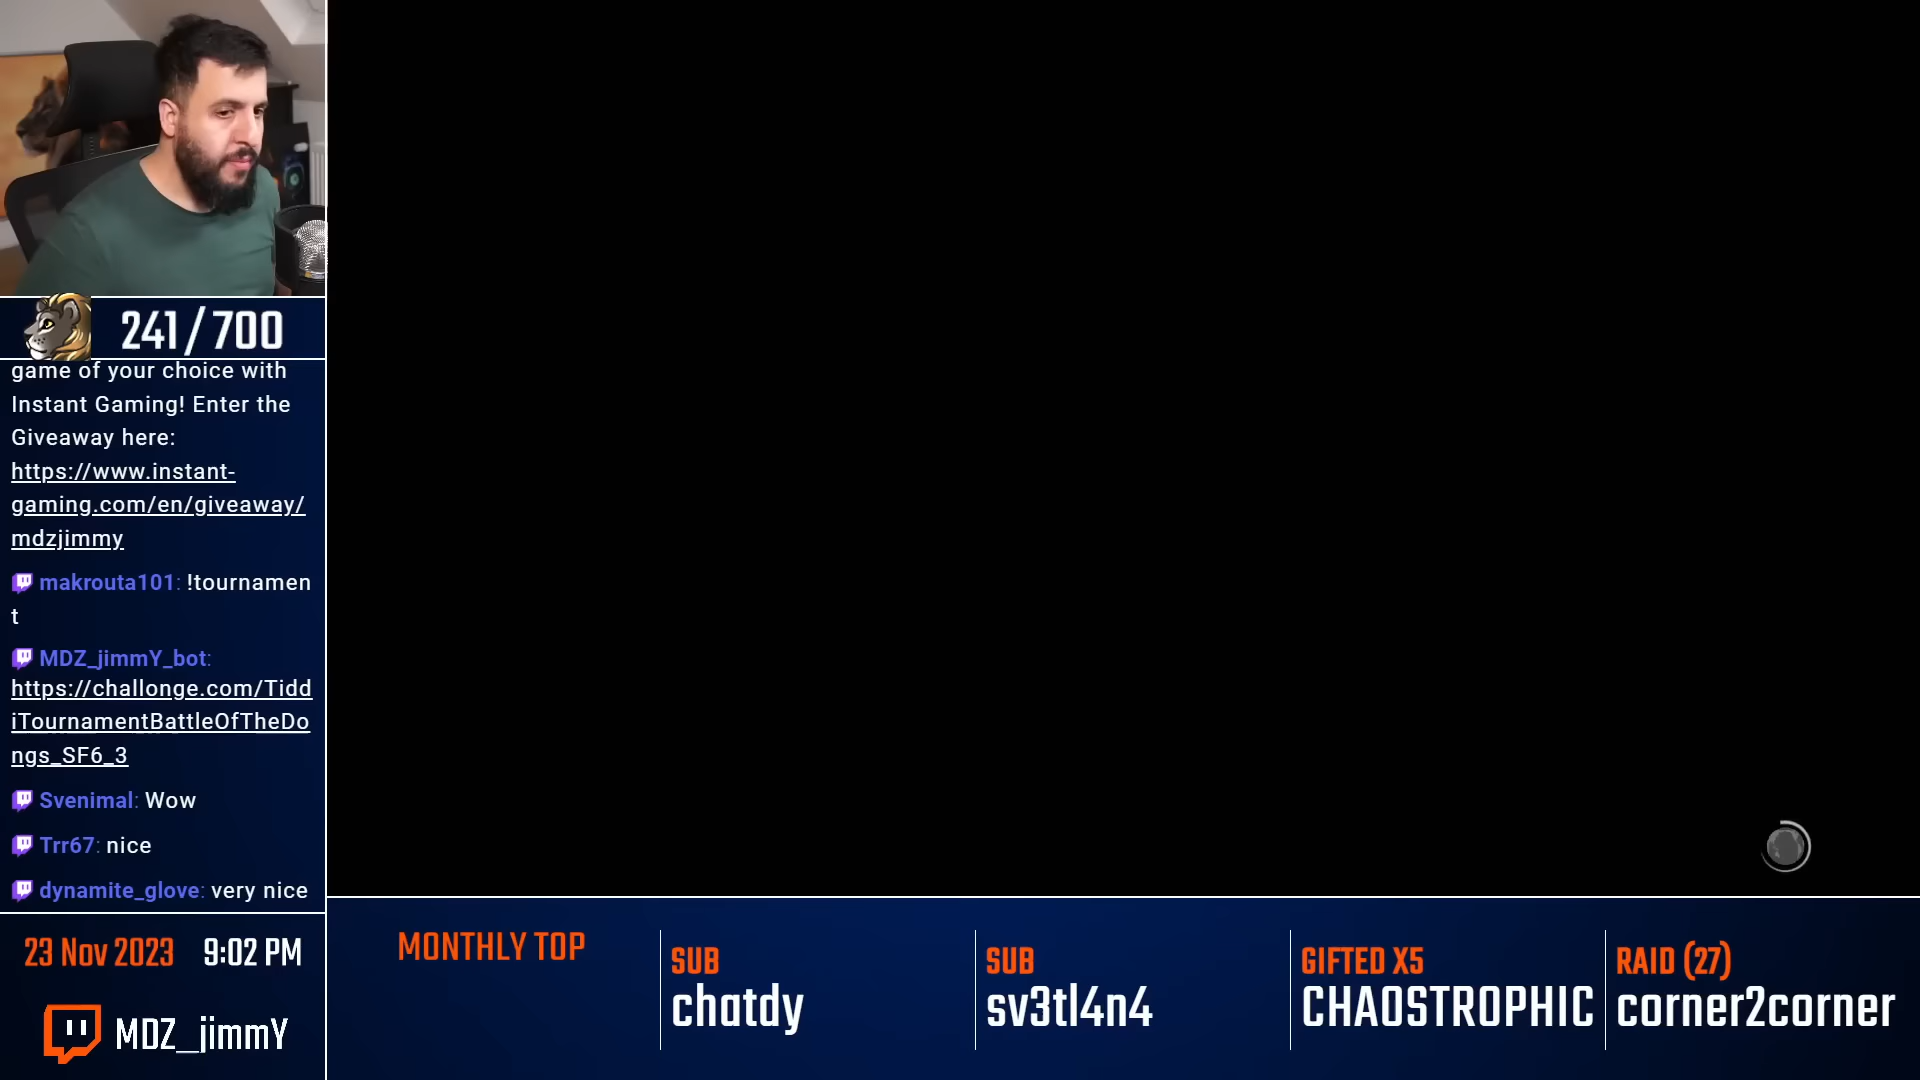 241/700
game of your choice with
Instant Gaming! Enter the
Giveaway here:
https://www.instant-
gaming.com/en/giveaway/
mdzjimmy
makrouta101: !tournamen
t
MDZ_jimmY_bot:
https://challonge.com/Tidd
iTournamentBattleOfTheDo
ngs_SF6_3
Svenimal: Wow
Trr67: nice
dynamite_glove: very nice
23 Nov 2023 9:02 PM
MDZ_jimmY
MONTHLY TOP
SUB
chatdy
SUB
sv3tl4n4
GIFTED X5
CHAOSTROPHIC
RAID (27)
corner2corner